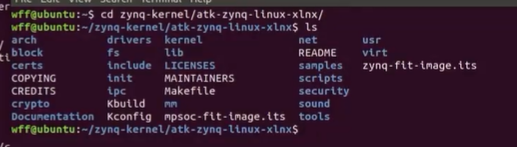 wff@ubuntu:~$ cd zynq-kernel/atk-zynq-linux-xlnx/
wff@ubuntu:~/zynq-kernel/atk-zynq-linux-xlnx$ ls
arch drivers kernel net usr
block fs lib README virt
certs include LICENSES samples zynq-fit-image.its
COPYING init MAINTAINERS scripts
CREDITS ipc Makefile security
crypto Kbuild mm sound
Documentation Kconfig mpsoc-fit-image.its tools
wff@ubuntu:~/zynq-kernel/atk-zynq-linux-xlnx$